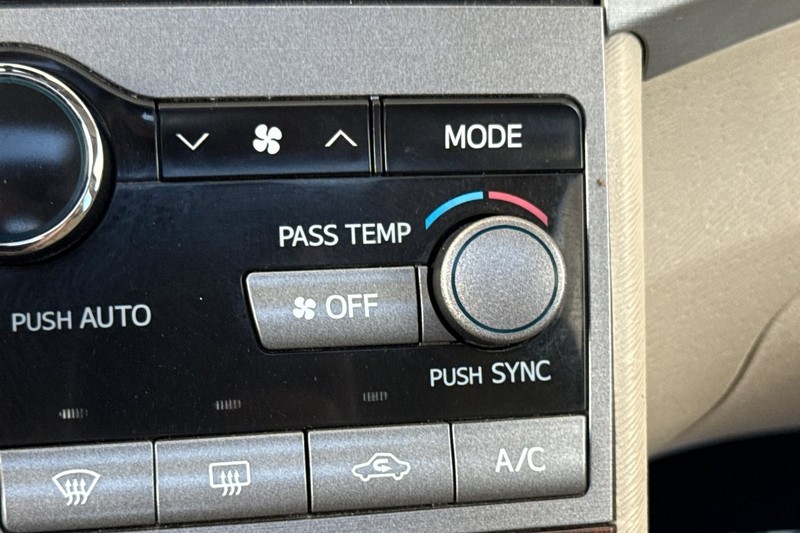 MODE
PASS TEMP
OFF
PUSH AUTO
PUSH SYNC
A/C